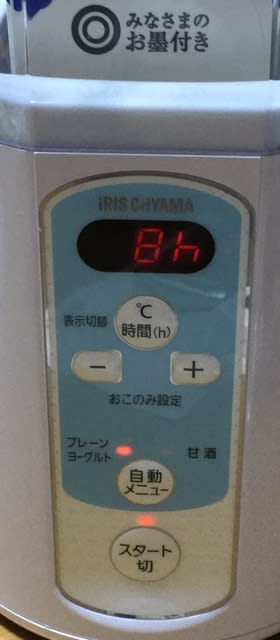 みなさまの
お墨付き
IRIS OHYAMA
8h
表示切替
℃
時間(h)
−
+
おこのみ設定
プレーン
ヨーグルト
甘酒
自動
メニュー
スタート
切